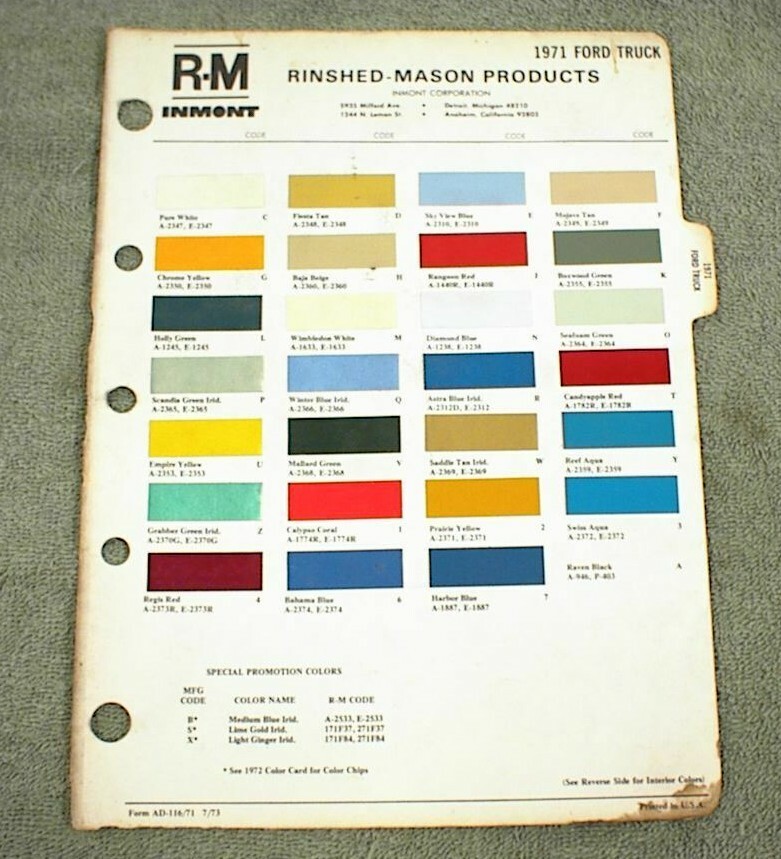 1971 FORD TRUCK
R-M
INMONT
RINSHED-MASON PRODUCTS
INMONT CORPORATION
5935 Milford Ave. • Detroit, Michigan 48210
1244 N. Lemon St. • Anaheim, California 92805
CODE CODE CODE CODE
Pure White C
A-2347, E-2347
Fiesta Tan D
A-2348, E-2348
Sky View Blue E
A-2310, E-2310
Mojave Tan F
A-2349, E-2349
Chrome Yellow G
A-2350, E-2350
Baja Beige H
A-2360, E-2360
Rangoon Red J
A-1440R, E-1440R
Boxwood Green K
A-2355, E-2355
1971
FORD TRUCK
Holly Green L
A-1245, E-1245
Wimbledon White M
A-1633, E-1633
Diamond Blue N
A-1238, E-1238
Seafoam Green O
A-2364, E-2364
Scandia Green Irid. P
A-2365, E-2365
Winter Blue Irid. Q
A-2366, E-2366
Astra Blue Irid. R
A-2312D, E-2312
Candyapple Red T
A-1782R, E-1782R
Empire Yellow U
A-2353, E-2353
Mallard Green V
A-2368, E-2368
Saddle Tan Irid. W
A-2369, E-2369
Reef Aqua Y
A-2359, E-2359
Grabber Green Irid. Z
A-2370G, E-2370G
Calypso Coral 1
A-1774R, E-1774R
Prairie Yellow 2
A-2371, E-2371
Swiss Aqua 3
A-2372, E-2372
Regis Red 4
A-2373R, E-2373R
Bahama Blue 6
A-2374, E-2374
Harbor Blue 7
A-1887, E-1887
Raven Black A
A-946, P-403
SPECIAL PROMOTION COLORS
MFG
CODE COLOR NAME R-M CODE
B* Medium Blue Irid. A-2533, E-2533
S* Lime Gold Irid. 171F37, 271F37
X* Light Ginger Irid. 171F84, 271F84
* See 1972 Color Card for Color Chips
(See Reverse Side for Interior Colors)
Form AD-116/71 7/73
Printed in U.S.A.